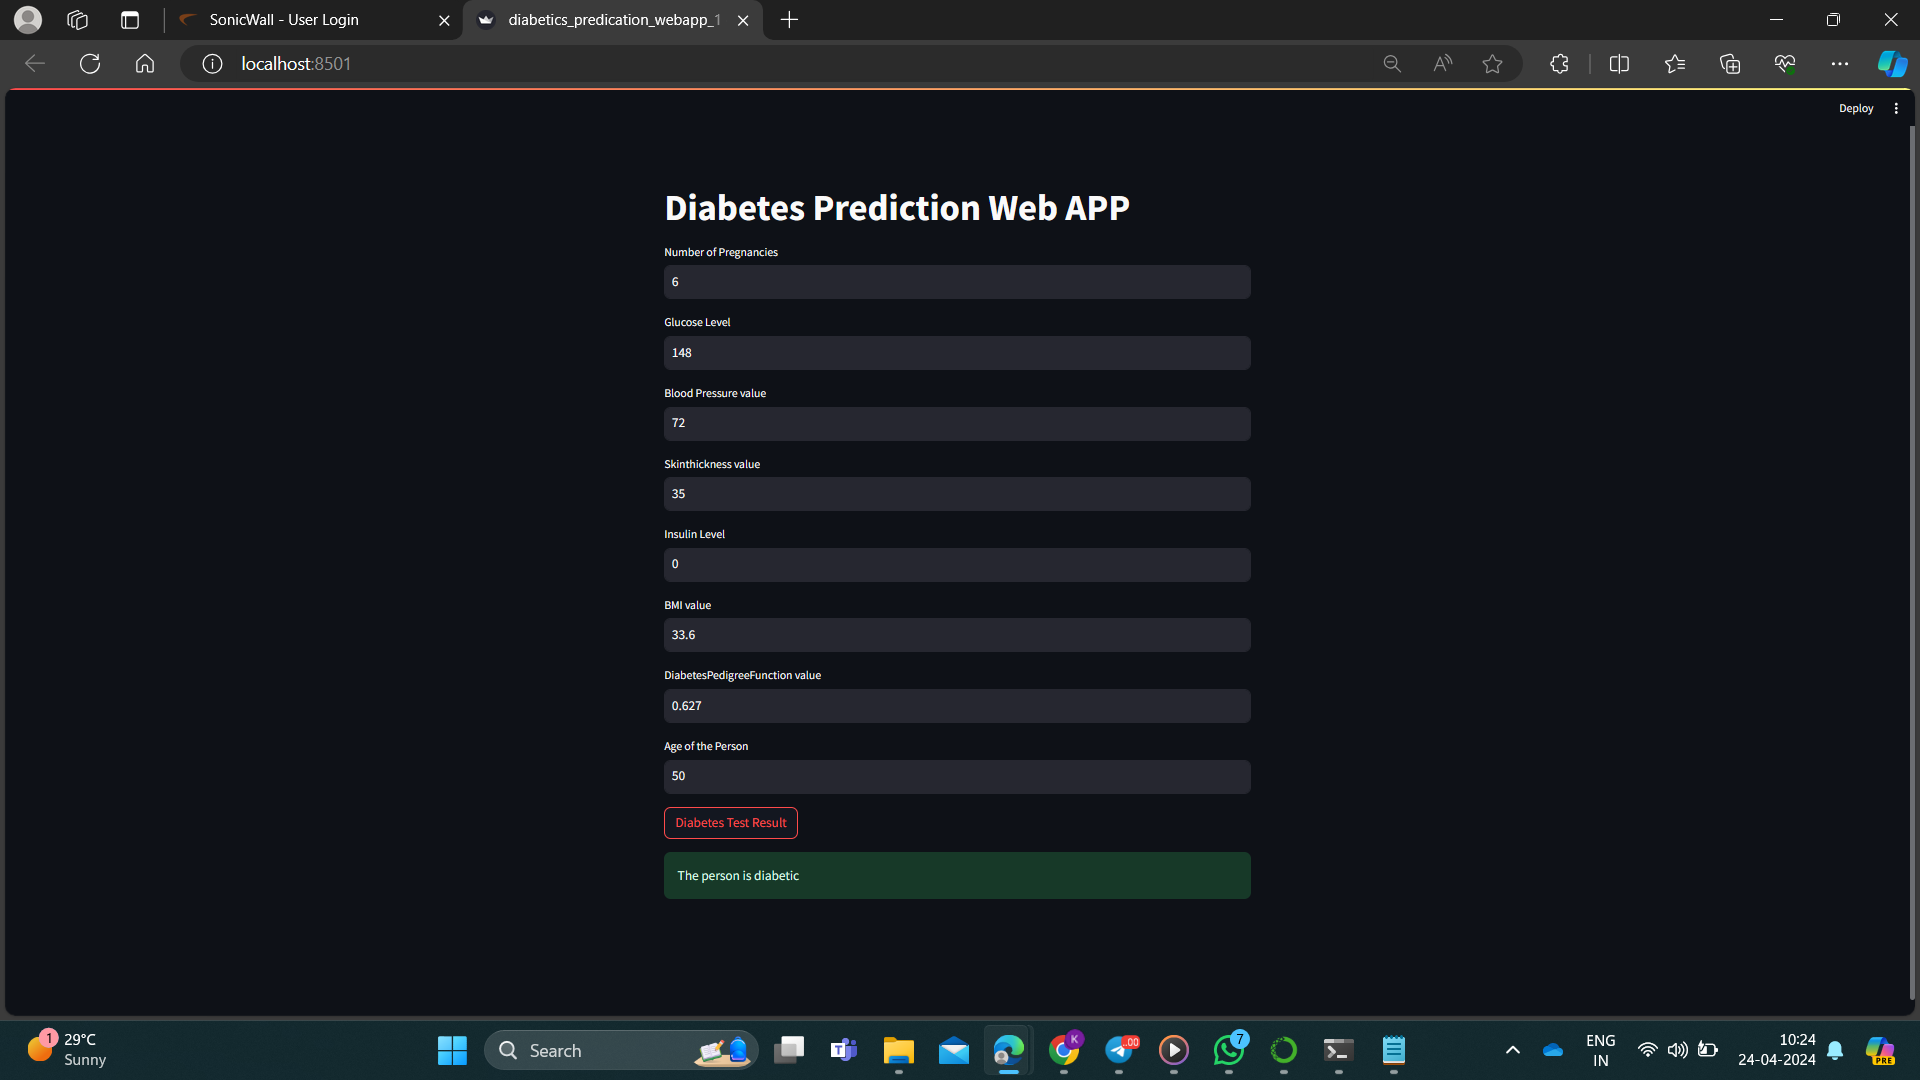 SonicWall - User Login
diabetics_predication_webapp_1
localhost:8501
Deploy
Diabetes Prediction Web APP
Number of Pregnancies
6
Glucose Level
148
Blood Pressure value
72
Skinthickness value
35
Insulin Level
0
BMI value
33.6
DiabetesPedigreeFunction value
0.627
Age of the Person
50
Diabetes Test Result
The person is diabetic
1
29°C
Sunny
Search
T
K
.00
7
ENG
IN
10:24
24-04-2024
PRE